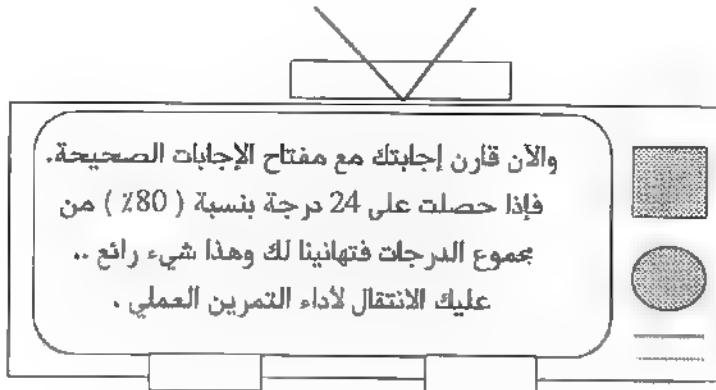 والآن قارن إجابتك مع مفتاح الإجابات الصحيحة.
فإذا حصلت على 24 درجة بنسبة ( 80٪ ) من
مجموع الدرجات فتهانينا لك وهذا شيء رائع ..
عليك الانتقال لأداء التمرين العملي .